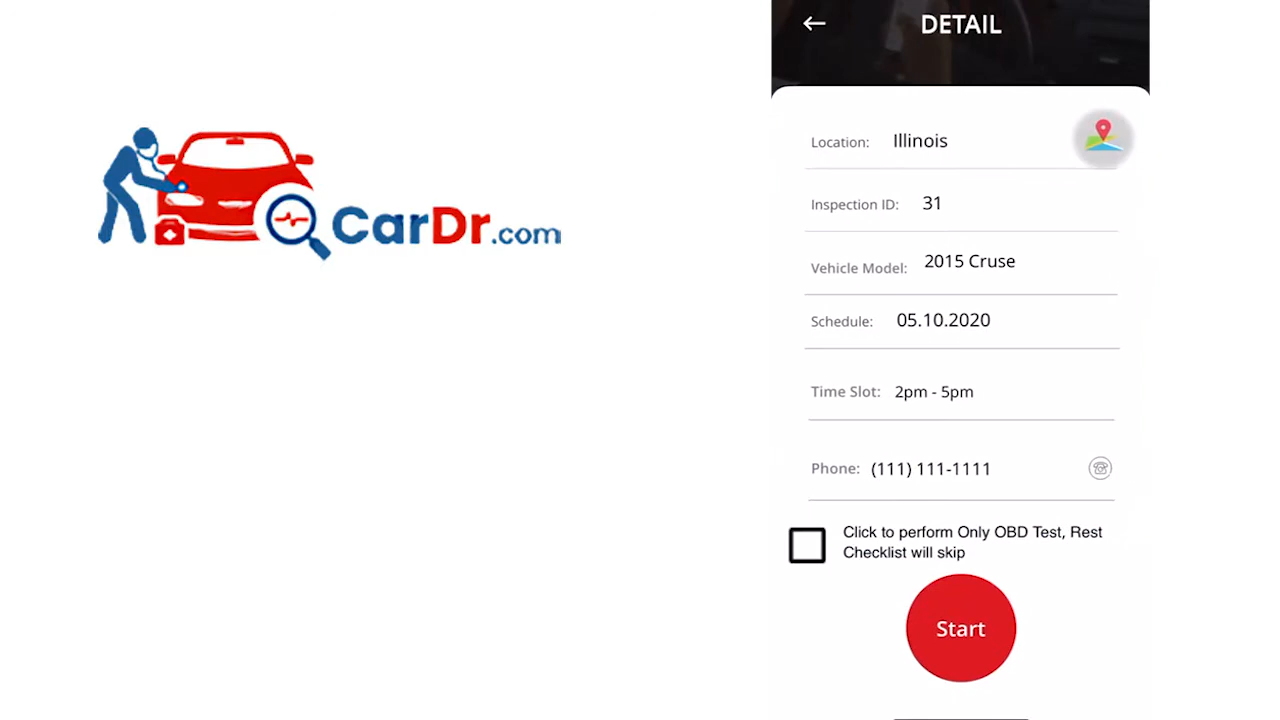 CarDr.com
DETAIL
Location: Illinois
Inspection ID: 31
Vehicle Model: 2015 Cruse
Schedule: 05.10.2020
Time Slot: 2pm - 5pm
Phone: (111) 111-1111
Click to perform Only OBD Test, Rest
Checklist will skip
Start